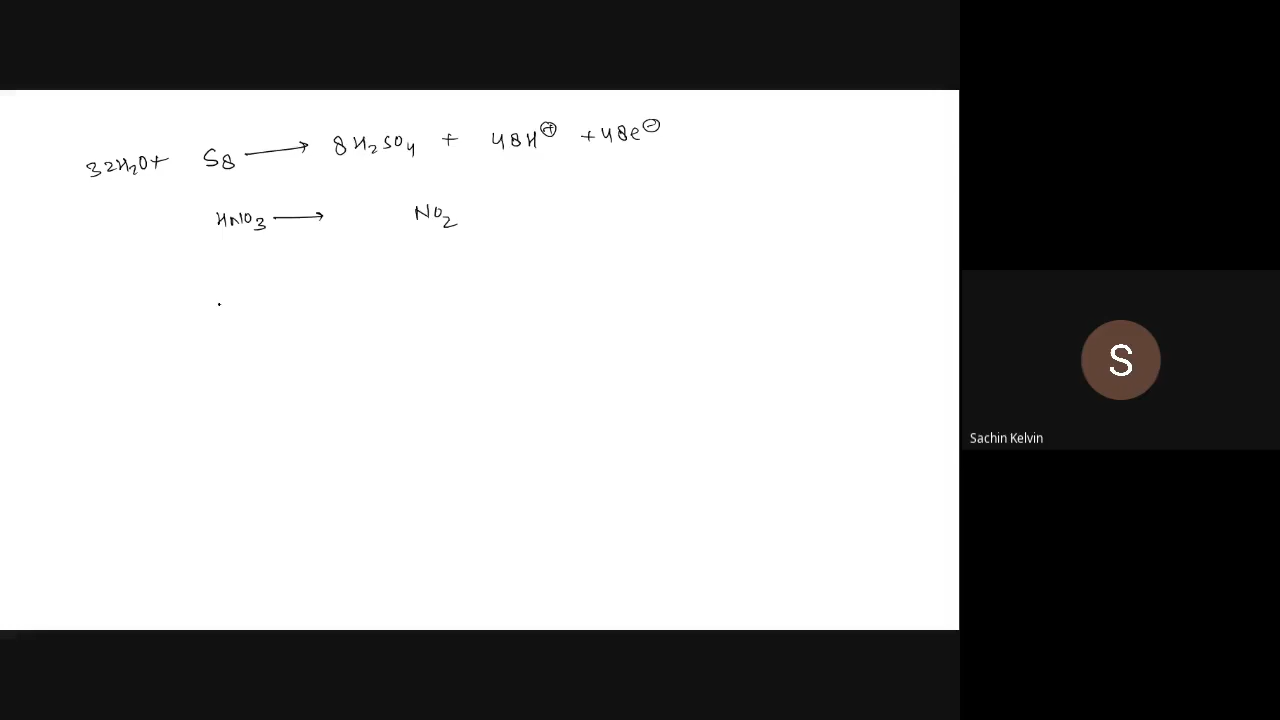 32H₂O+ S8 ⟶ 8H₂SO₄ + 48H⊕ +48e⊖
HNO₃ ⟶ NO₂
S
Sachin Kelvin